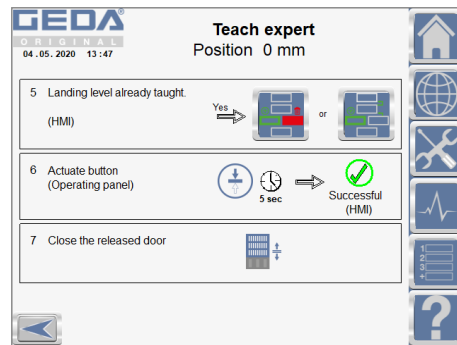 GEDA
ORIGINAL
04.05.2020 13:47
Teach expert
Position 0 mm
5 Landing level already taught.
(HMI)
Yes
or
6 Actuate button
(Operating panel)
5 sec
Successful
(HMI)
7 Close the released door
1
2
3
+
?